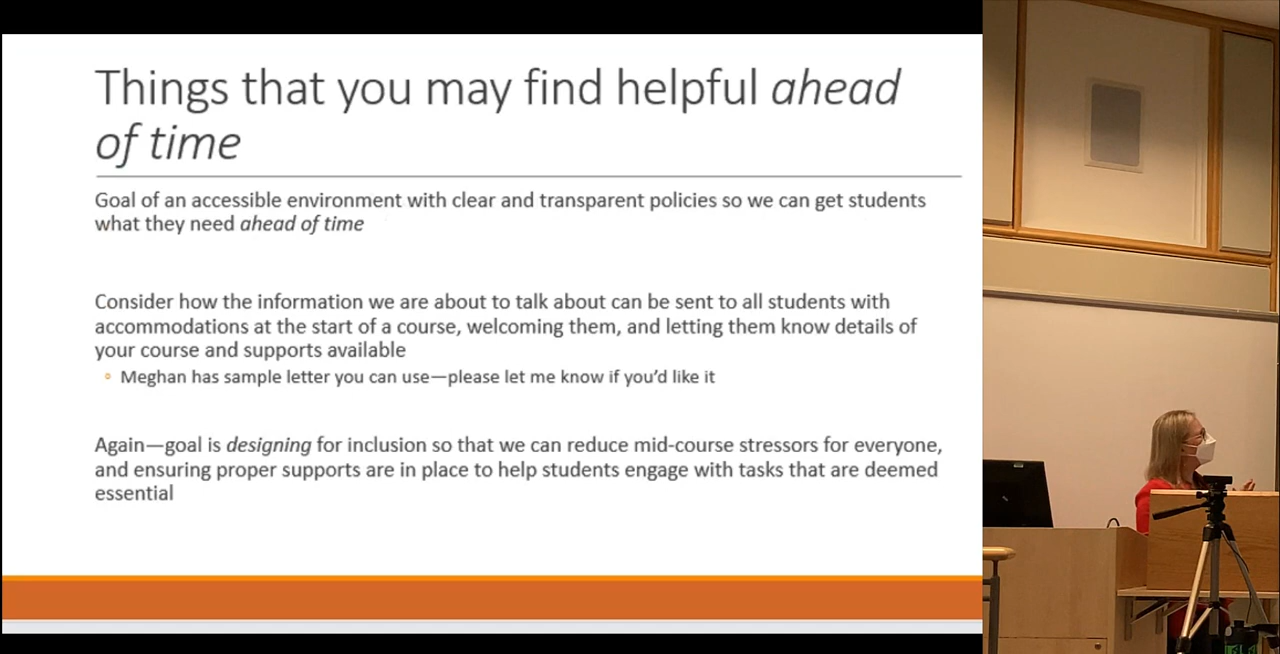 Things that you may find helpful ahead
of time
Goal of an accessible environment with clear and transparent policies so we can get students
what they need ahead of time
Consider how the information we are about to talk about can be sent to all students with
accommodations at the start of a course, welcoming them, and letting them know details of
your course and supports available
Meghan has sample letter you can use—please let me know if you'd like it
Again—goal is designing for inclusion so that we can reduce mid-course stressors for everyone,
and ensuring proper supports are in place to help students engage with tasks that are deemed
essential